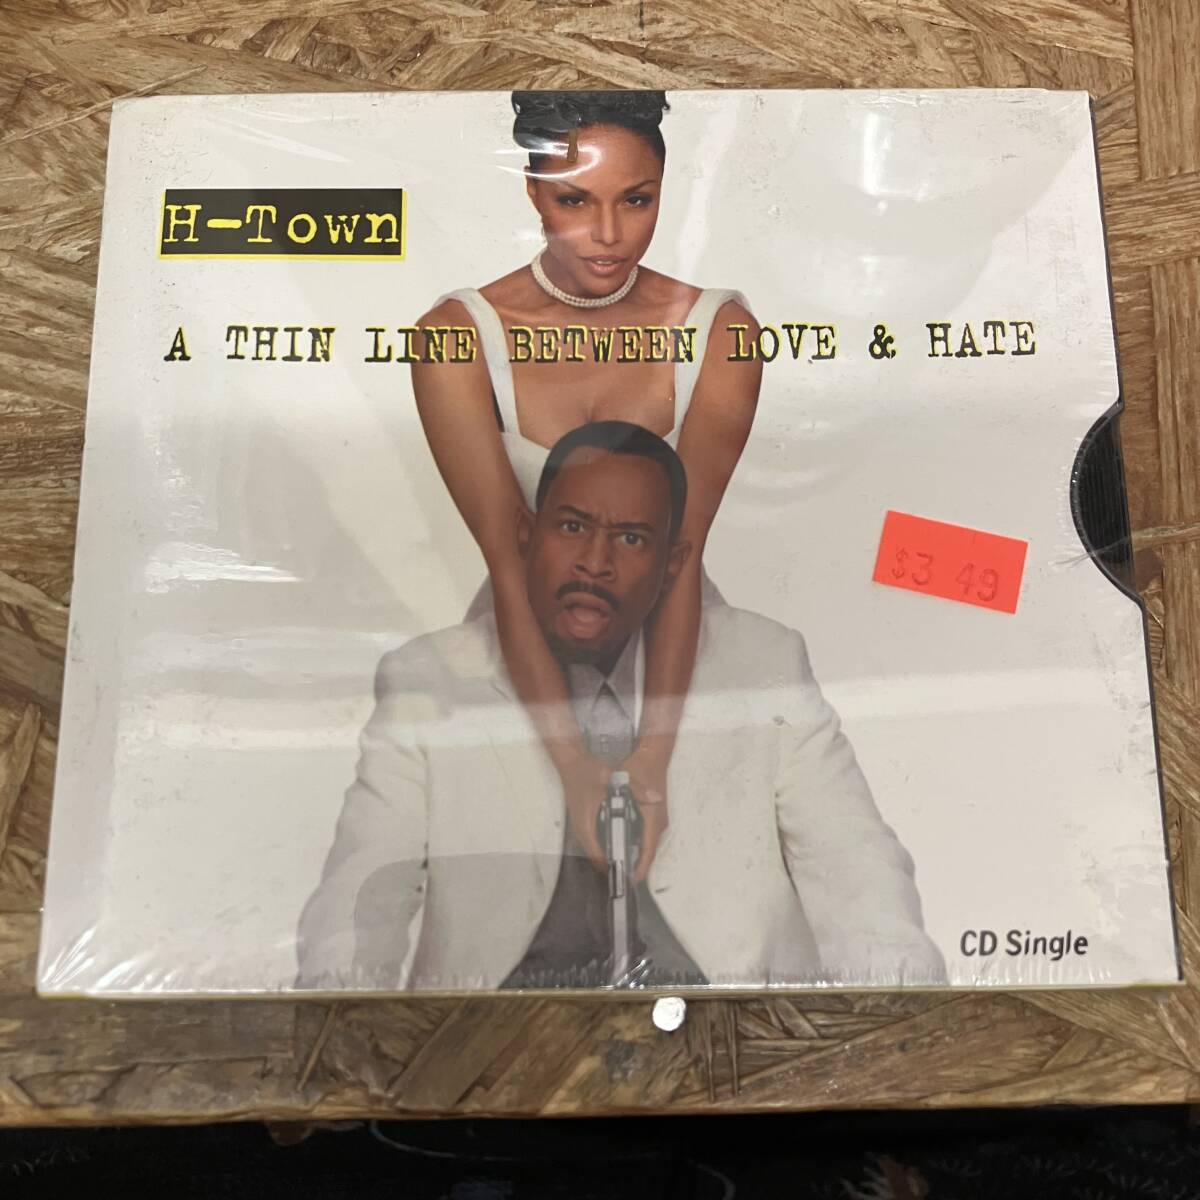 H-Town
A THIN LINE BETWEEN LOVE & HATE
$3 49
CD Single